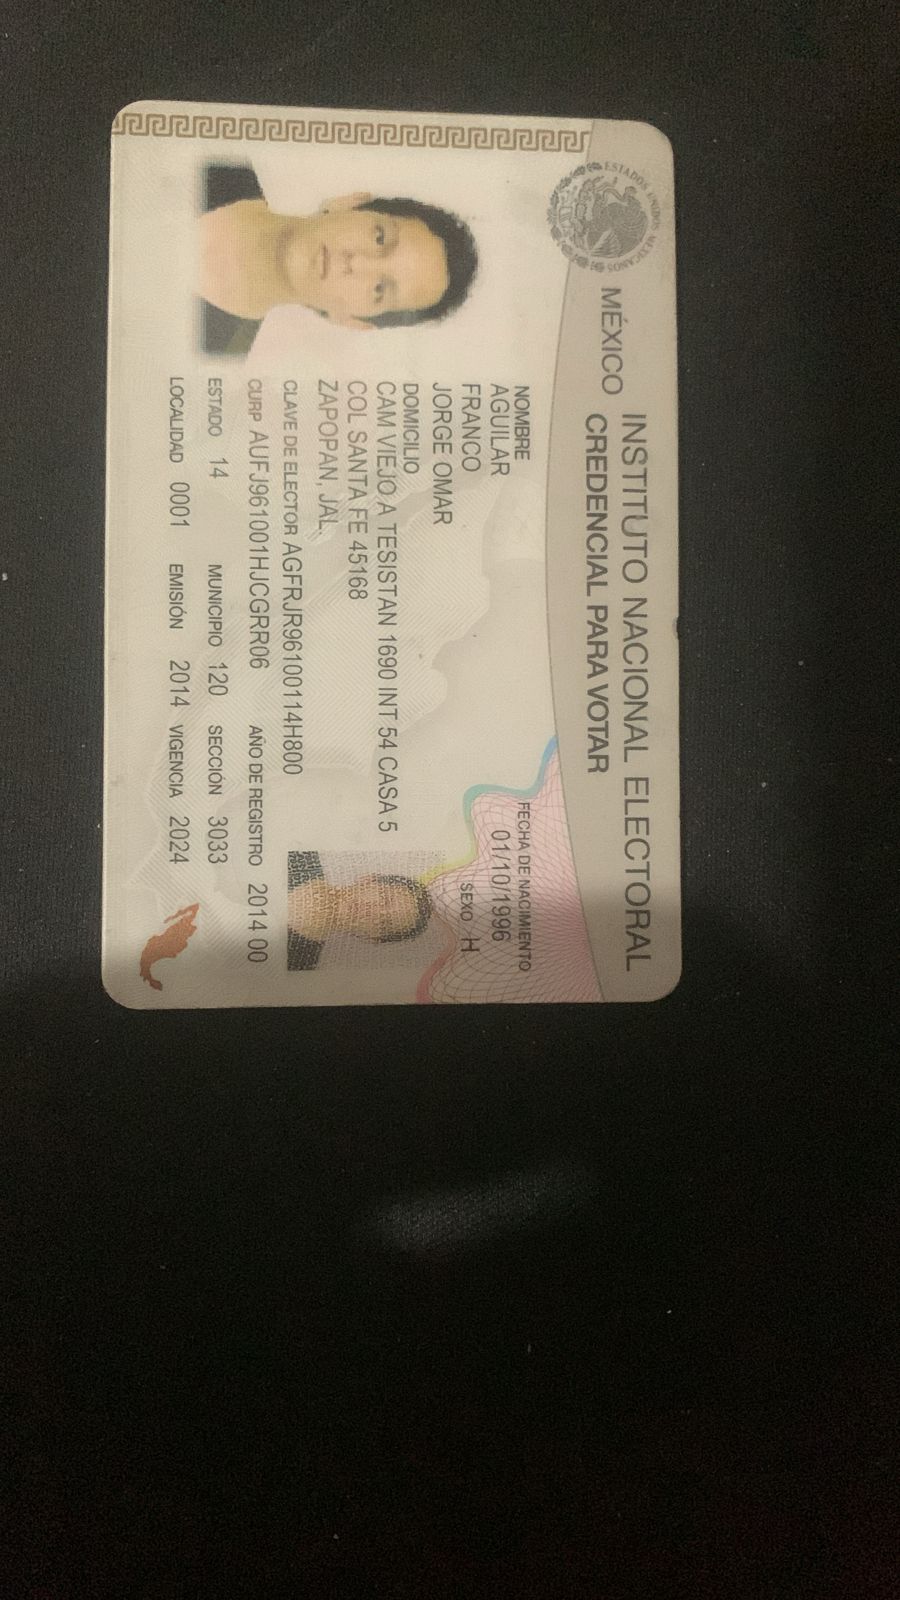 ESTADOS UNIDOS MEXICANOS
MÉXICO INSTITUTO NACIONAL ELECTORAL
CREDENCIAL PARA VOTAR
NOMBRE
AGUILAR
FRANCO
JORGE OMAR
FECHA DE NACIMIENTO
01/10/1996
SEXO H
DOMICILIO
CAM VIEJO A TESISTAN 1690 INT 54 CASA 5
COL SANTA FE 45168
ZAPOPAN, JAL.
CLAVE DE ELECTOR AGFRJR96100114H800
CURP AUFJ961001HJCGRR06 AÑO DE REGISTRO 2014 00
ESTADO 14 MUNICIPIO 120 SECCIÓN 3033
LOCALIDAD 0001 EMISIÓN 2014 VIGENCIA 2024